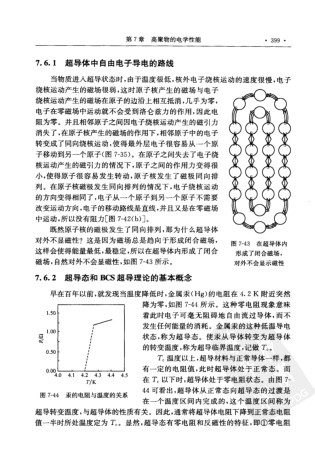 第7章 高聚物的电学性能 ·399·
7.6.1 超导体中自由电子导电的路线
当物质进入超导状态时,由于温度很低,核外电子绕核运动的速度很慢,电子
绕核运动产生的磁场很弱,这时原子核产生的磁场与电子
绕核运动产生的磁场在原子的边沿上相互抵消,几乎为零,
电子在零磁场中运动就不会受到洛仑兹力的作用,因此电
阻为零。并且相邻原子之间因电子绕核运动产生的磁引力
消失了,在原子核产生的磁场的作用下,相邻原子中的电子
转变成了同向绕核运动,使得最外层电子很容易从一个原
子移动到另一个原子(图7-35)。在原子之间失去了电子绕
核运动产生的磁引力的情况下,原子之间的作用力变得很
小,使得原子很容易发生转动,原子核发生了磁极同向排
列。在原子核磁极发生同向排列的情况下,电子绕核运动
的方向变得相同了,电子从一个原子到另一个原子不需要
改变运动方向,电子的移动路线是直线,并且又是在零磁场
中运动,所以没有阻力[图7-42(b)]。
既然原子核的磁极发生了同向排列,那为什么超导体
对外不显磁性?这是因为磁场总是趋向于形成闭合磁场,
这样会使得能量最低,最稳定,所以在超导体内形成了闭合
磁场,自然对外不会显磁性,如图7-43所示。
图7-43 在超导体内
形成了闭合磁场,
对外不会显示磁性
7.6.2 超导态和BCS超导理论的基本概念
早在百年以前,就发现当温度降低时,金属汞(Hg)的电阻在4.2K附近突然
降为零,如图7-44所示。这种零电阻现象意味
着此时电子可毫无阻碍地自由流过导体,而不
发生任何能量的消耗。金属汞的这种低温导电
状态,称为超导态。使汞从导体转变为超导体
的转变温度,称为超导临界温度,记做Tc。
Tc温度以上,超导材料与正常导体一样,都
有一定的电阻值,此时超导体处于正常态。而
在Tc以下时,超导体处于零电阻状态。由图7-
44可看出,超导体从正常态向超导态的过渡是
在一个温度区间内完成的,这个温度区间称为
电阻/Ω
1.50
1.00
0.50
0.00
4.0 4.1 4.2 4.3 4.4 4.5
T/K
图7-44 汞的电阻与温度的关系
超导转变温度,与超导体的性质有关。因此,通常将超导体电阻下降到正常态电阻
值一半时所处温度定为Tc。显然,超导态有零电阻和反磁性的特征,即①零电阻